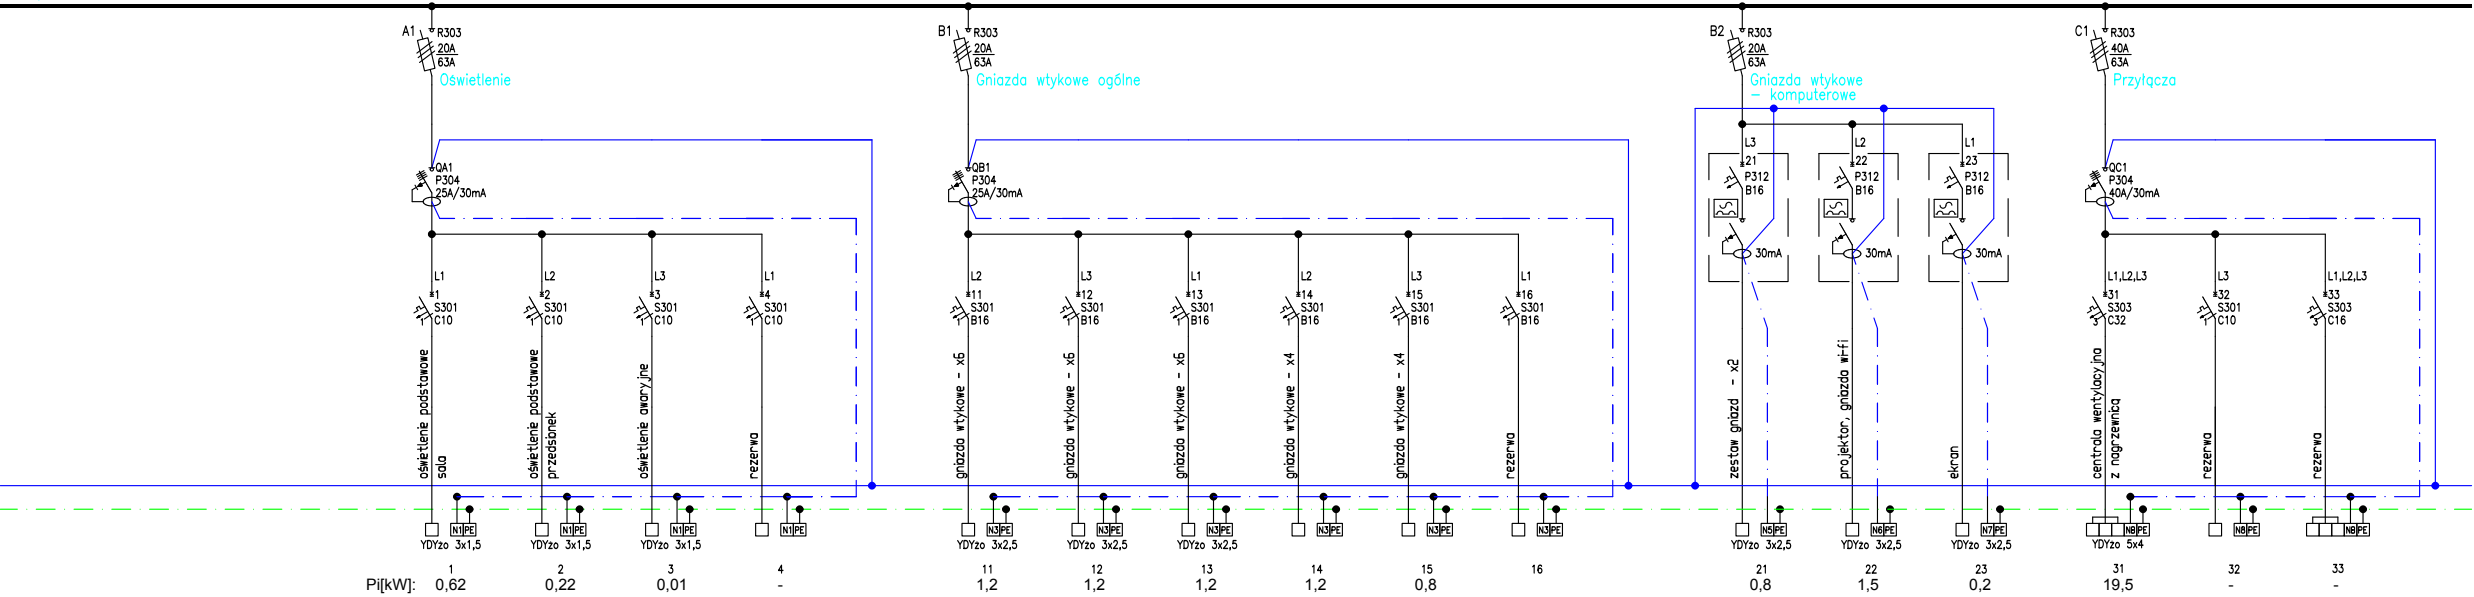 A1 R303
20A
63A
Oświetlenie
QA1
P304
25A/30mA
L1
1
S301
C10
oświetlenie podstawowe
sala
L2
2
S301
C10
oświetlenie podstawowe
przedsionek
L3
3
S301
C10
oświetlenie awaryjne
L1
4
S301
C10
rezerwa
N1 PE
YDYżo 3x1,5
N1 PE
YDYżo 3x1,5
N1 PE
YDYżo 3x1,5
N1 PE
B1 R303
20A
63A
Gniazda wtykowe ogólne
QB1
P304
25A/30mA
L2
11
S301
B16
gniazda wtykowe - x6
L3
12
S301
B16
gniazda wtykowe - x6
L1
13
S301
B16
gniazda wtykowe - x6
L2
14
S301
B16
gniazda wtykowe - x4
L3
15
S301
B16
gniazda wtykowe - x4
L1
16
S301
B16
rezerwa
N3 PE
YDYżo 3x2,5
N3 PE
YDYżo 3x2,5
N3 PE
YDYżo 3x2,5
N3 PE
N3 PE
N3 PE
B2 R303
20A
63A
Gniazda wtykowe
- komputerowe
L3
21
P312
B16
30mA
zestaw gniazd - x2
L2
22
P312
B16
30mA
projektor, gniazda wi-fi
L1
23
P312
B16
30mA
ekran
N5 PE
YDYżo 3x2,5
N6 PE
YDYżo 3x2,5
N7 PE
YDYżo 3x2,5
C1 R303
40A
63A
Przyłącza
QC1
P304
40A/30mA
L1,L2,L3
31
S303
C32
3
centrala wentylacyjna
z nagrzewnicą
L3
32
S301
C10
rezerwa
L1,L2,L3
33
S303
C16
3
rezerwa
N8 PE
YDYżo 5x4
N8 PE
N8 PE
1 2 3 4 11 12 13 14 15 16 21 22 23 31 32 33
Pi[kW]: 0,62 0,22 0,01 - 1,2 1,2 1,2 1,2 0,8 0,8 1,5 0,2 19,5 - -